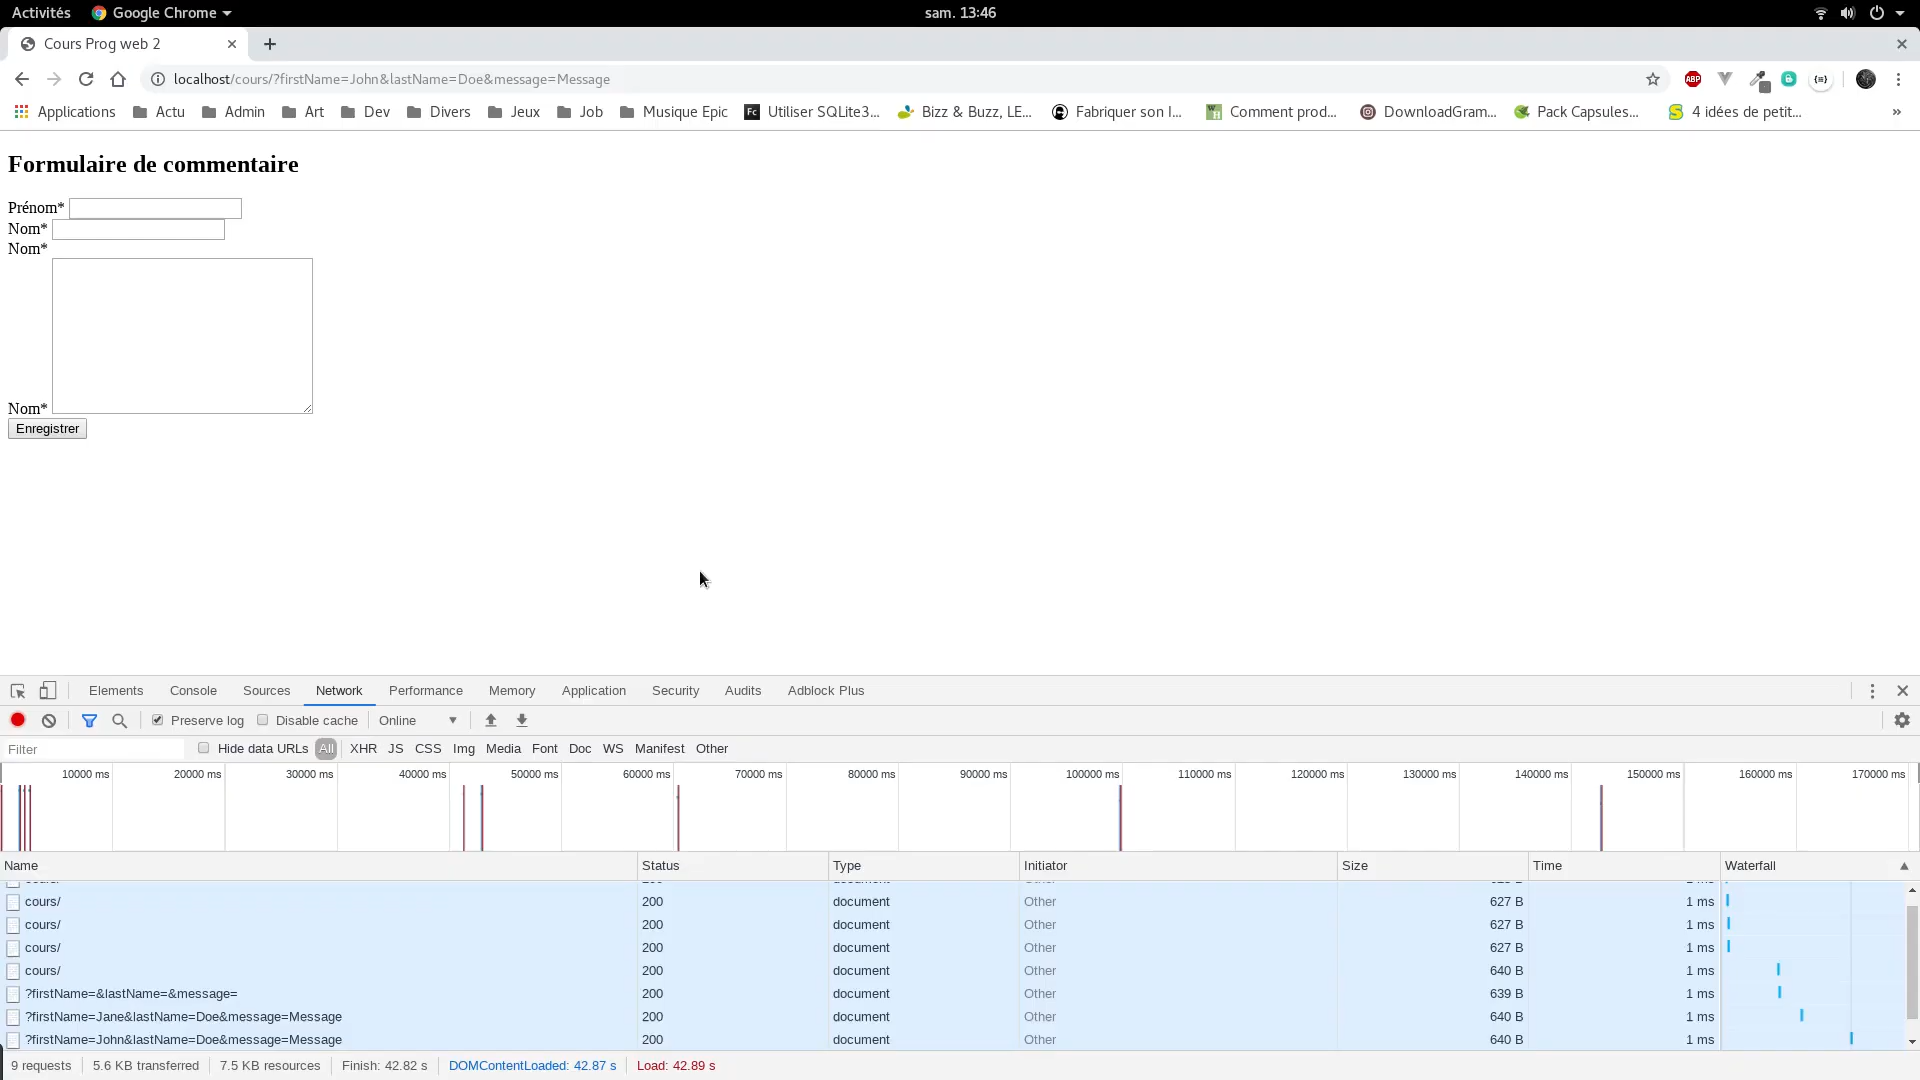 Activités Google Chrome sam. 13:46
Cours Prog web 2
localhost/cours/?firstName=John&lastName=Doe&message=Message ABP
Applications Actu Admin Art Dev Divers Jeux Job Musique Epic Fc Utiliser SQLite3... Bizz & Buzz, LE... Fabriquer son I... Comment prod... DownloadGram... Pack Capsules... 4 idées de petit... »
Formulaire de commentaire
Prénom*
Nom*
Nom*
Nom*
Enregistrer
Elements Console Sources Network Performance Memory Application Security Audits Adblock Plus
Preserve log Disable cache Online
Filter Hide data URLs All XHR JS CSS Img Media Font Doc WS Manifest Other
10000 ms 20000 ms 30000 ms 40000 ms 50000 ms 60000 ms 70000 ms 80000 ms 90000 ms 100000 ms 110000 ms 120000 ms 130000 ms 140000 ms 150000 ms 160000 ms 170000 ms
Name Status Type Initiator Size Time Waterfall
cours/ 200 document Other 627 B 1 ms
cours/ 200 document Other 627 B 1 ms
cours/ 200 document Other 627 B 1 ms
cours/ 200 document Other 640 B 1 ms
?firstName=&lastName=&message= 200 document Other 639 B 1 ms
?firstName=Jane&lastName=Doe&message=Message 200 document Other 640 B 1 ms
?firstName=John&lastName=Doe&message=Message 200 document Other 640 B 1 ms
9 requests 5.6 KB transferred 7.5 KB resources Finish: 42.82 s DOMContentLoaded: 42.87 s Load: 42.89 s